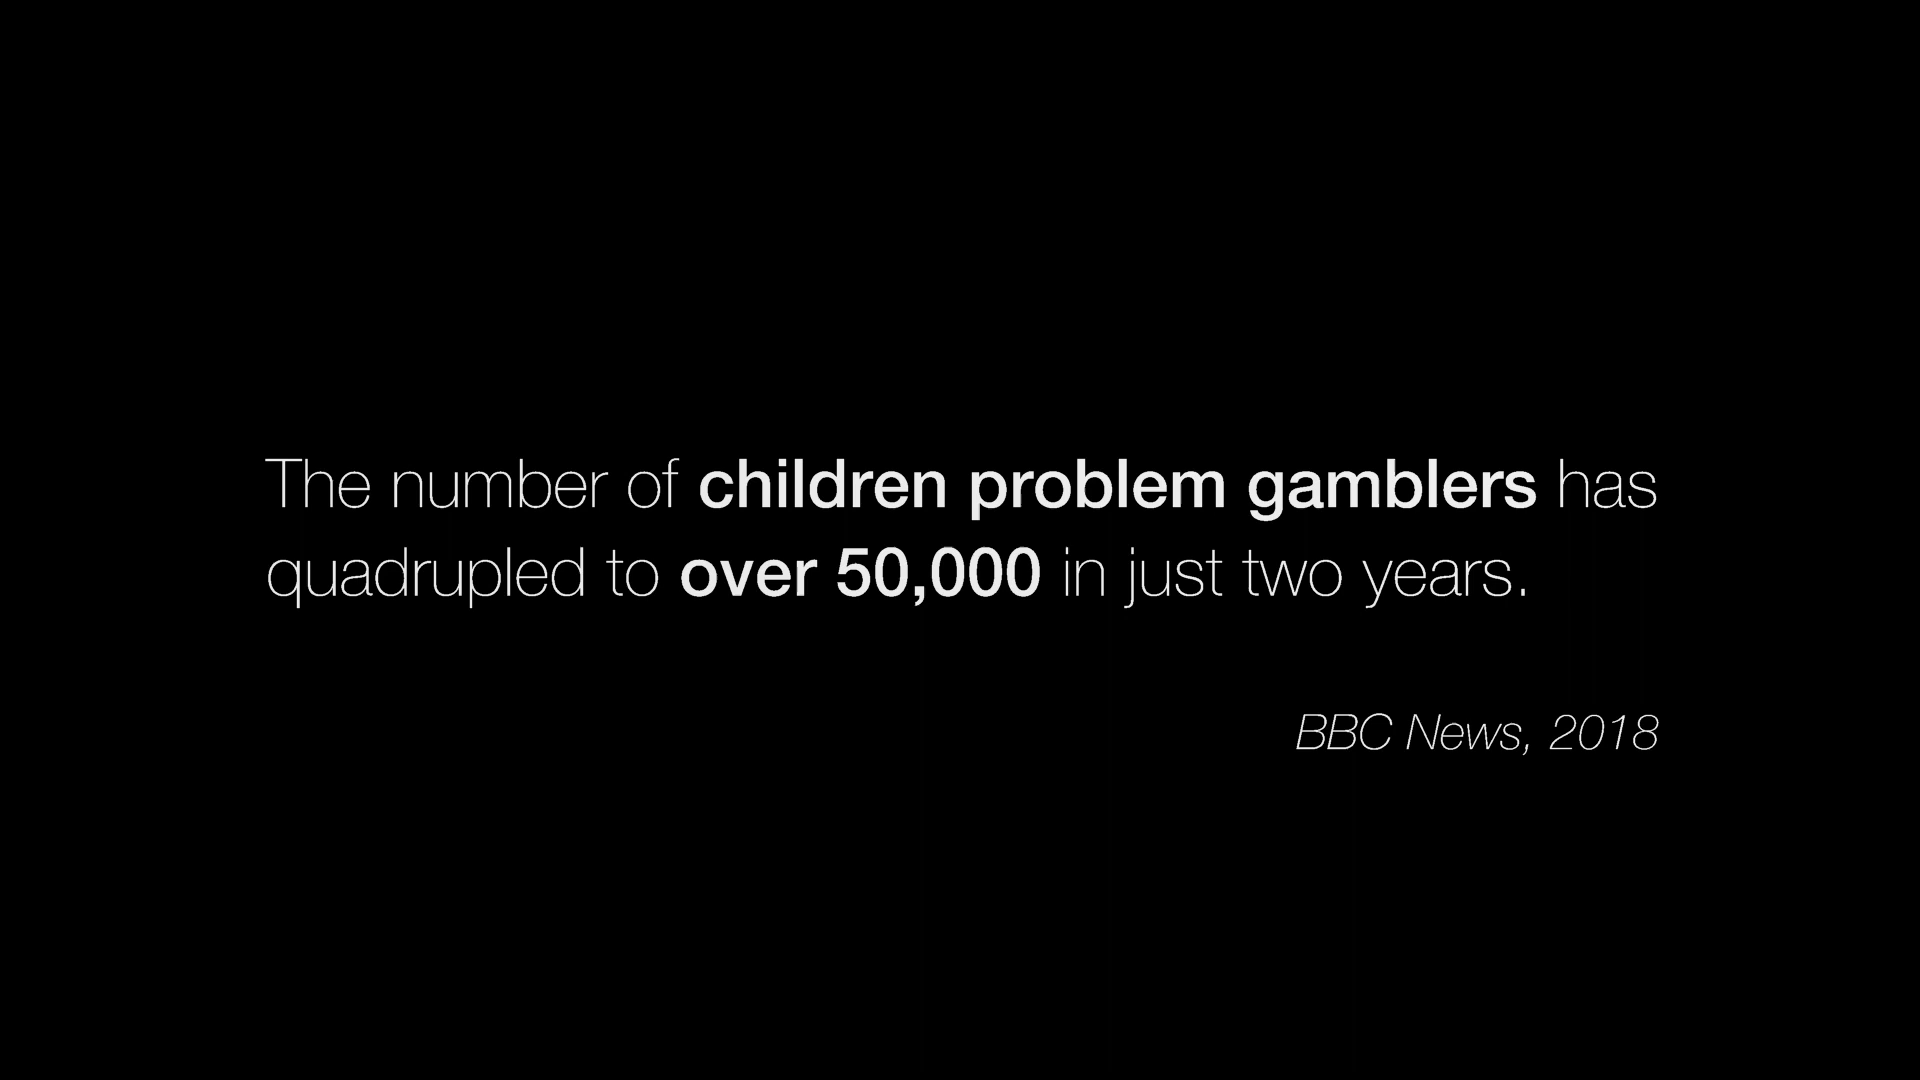 The number of children problem gamblers has
quadrupled to over 50,000 in just two years.
BBC News, 2018